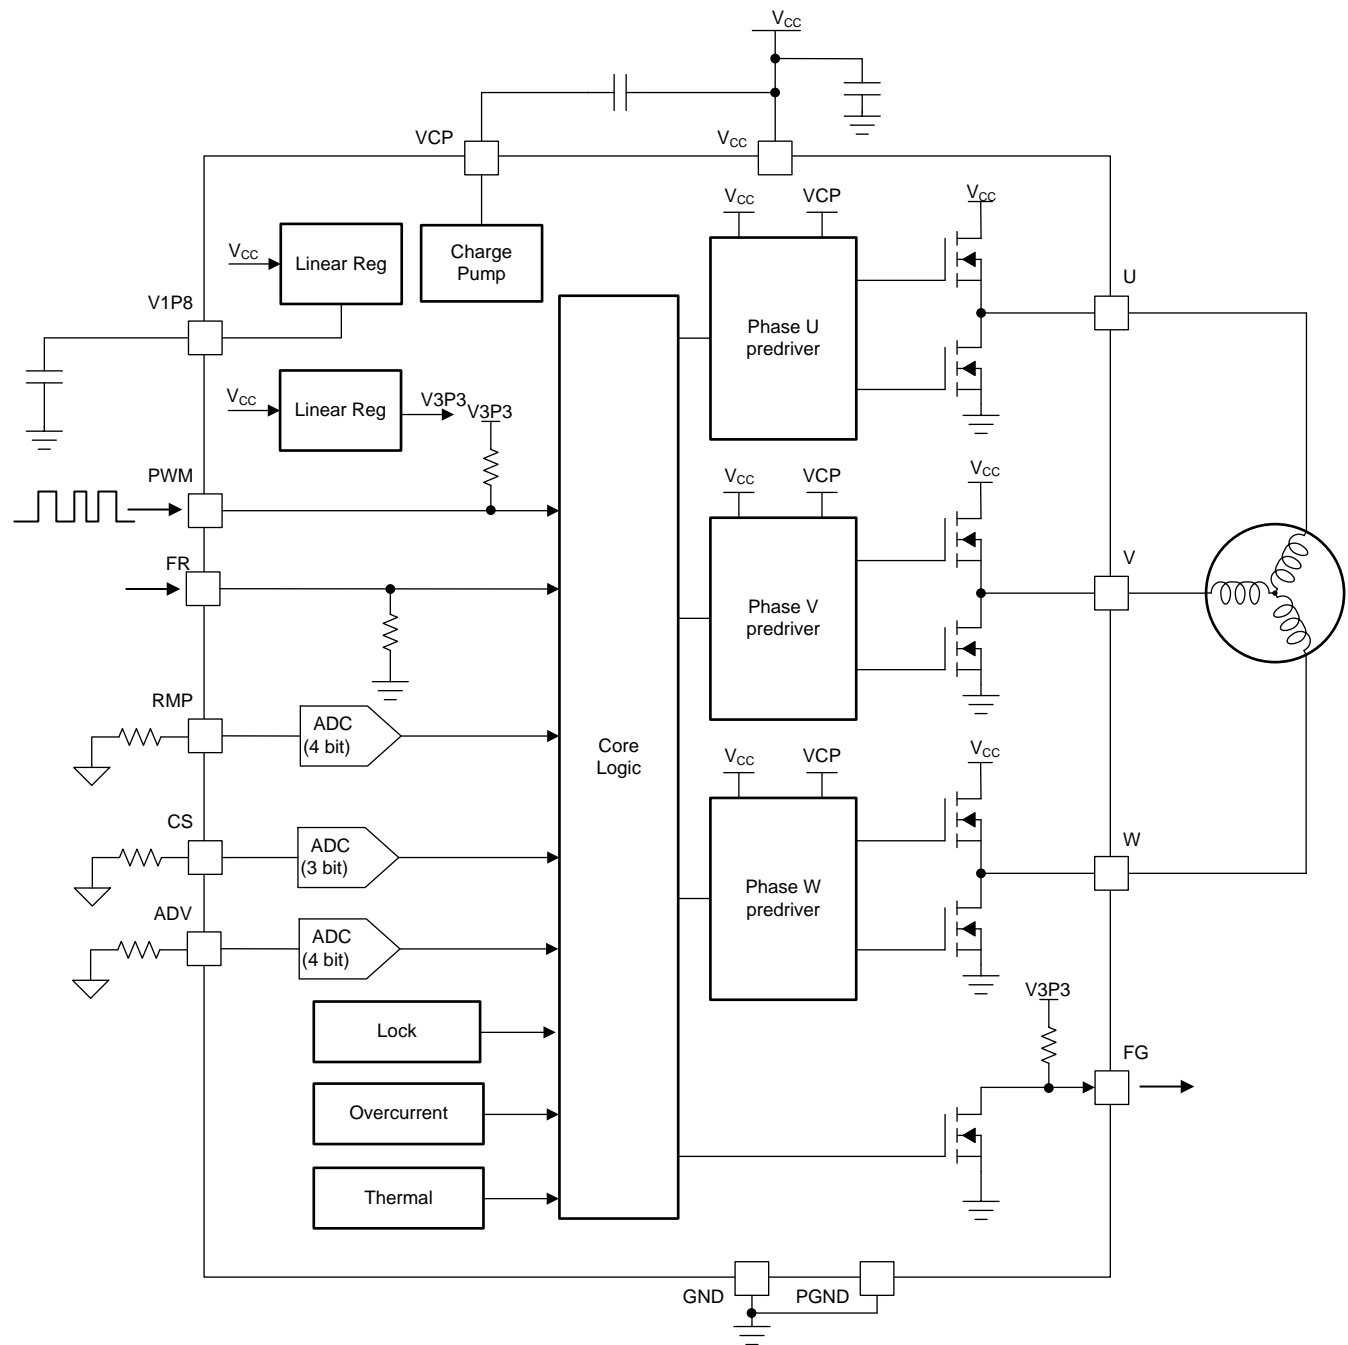 VCC
VCP
VCC
VCC
VCP
VCC
VCC
Linear Reg
Charge
Pump
U
V1P8
Phase U
predriver
VCC
Linear Reg
V3P3
V3P3
PWM
VCC
VCP
VCC
FR
V
Phase V
predriver
RMP
ADC
(4 bit)
Core
Logic
VCC
VCP
VCC
CS
ADC
(3 bit)
W
Phase W
predriver
ADV
ADC
(4 bit)
V3P3
Lock
FG
Overcurrent
Thermal
GND
PGND